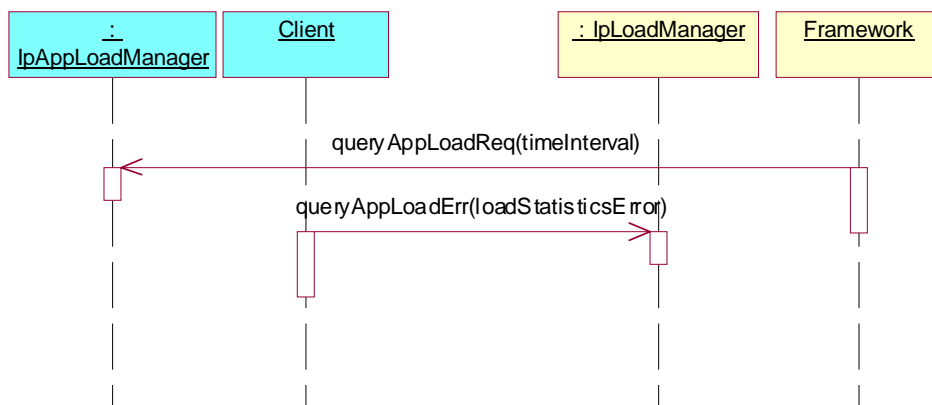 :
IpAppLoadManager
Client
: IpLoadManager
Framework
queryAppLoadReq(timeInterval)
queryAppLoadErr(loadStatisticsError)